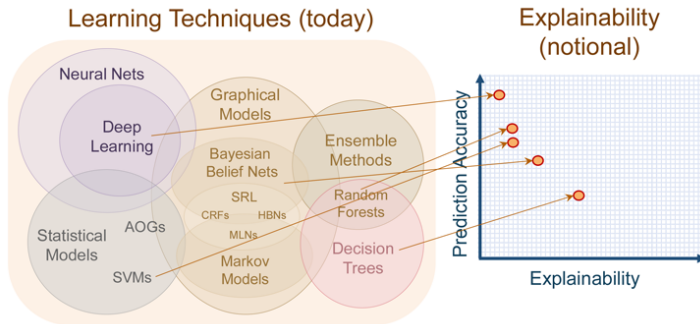 Learning Techniques (today)
Explainability
(notional)
Neural Nets
Graphical
Models
Deep
Learning
Ensemble
Methods
Bayesian
Belief Nets
SRL
Random
Forests
CRFs
HBNs
AOGs
Statistical
Models
MLNs
Decision
Trees
Markov
Models
SVMs
Prediction Accuracy
Explainability